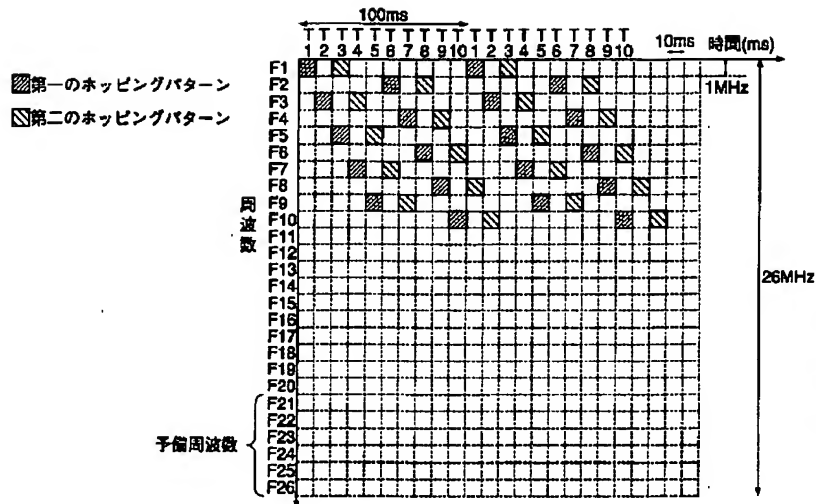 100ms
T T T T T T T T T T T T T T T T T T T T
1 2 3 4 5 6 7 8 9 10 1 2 3 4 5 6 7 8 9 10
10ms
時間(ms)
1MHz
第一のホッピングパターン
第二のホッピングパターン
周波数
F1
F2
F3
F4
F5
F6
F7
F8
F9
F10
F11
F12
F13
F14
F15
F16
F17
F18
F19
F20
F21
F22
F23
F24
F25
F26
予備周波数
26MHz